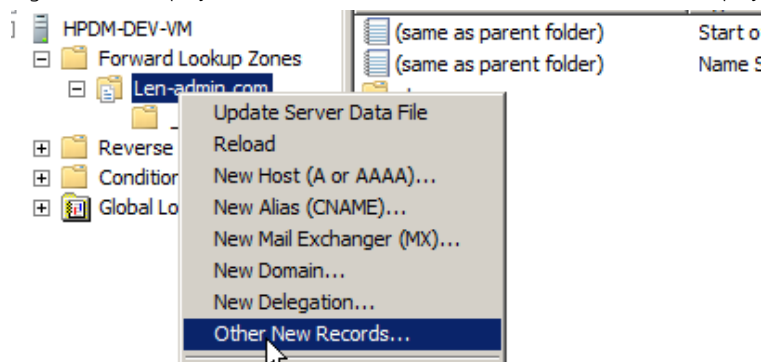 HPDM-DEV-VM
Forward Lookup Zones
Len-admin.com
Reverse
Condition
Global Lo
(same as parent folder) Start o
(same as parent folder) Name S
Update Server Data File
Reload
New Host (A or AAAA)...
New Alias (CNAME)...
New Mail Exchanger (MX)...
New Domain...
New Delegation...
Other New Records...